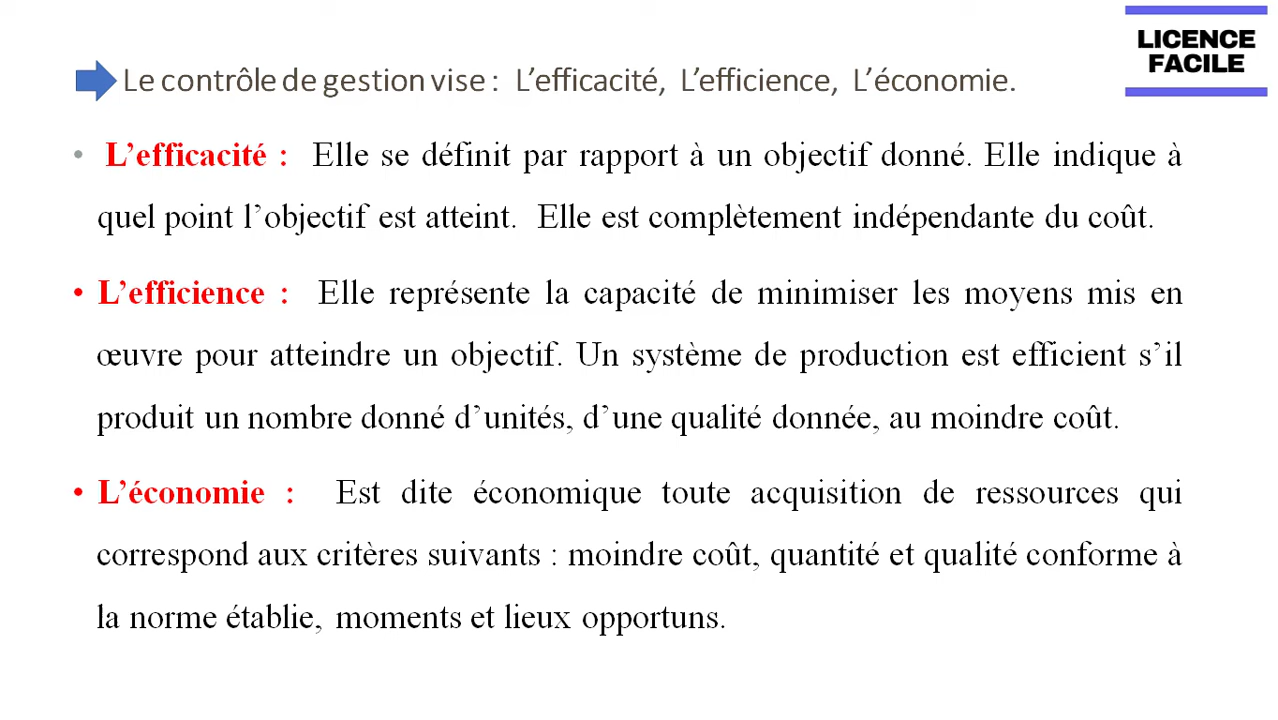 LICENCE
FACILE
Le contrôle de gestion vise : L’efficacité, L’efficience, L’économie.
• L’efficacité : Elle se définit par rapport à un objectif donné. Elle indique à
quel point l’objectif est atteint. Elle est complètement indépendante du coût.
• L’efficience : Elle représente la capacité de minimiser les moyens mis en
œuvre pour atteindre un objectif. Un système de production est efficient s’il
produit un nombre donné d’unités, d’une qualité donnée, au moindre coût.
• L’économie : Est dite économique toute acquisition de ressources qui
correspond aux critères suivants : moindre coût, quantité et qualité conforme à
la norme établie, moments et lieux opportuns.